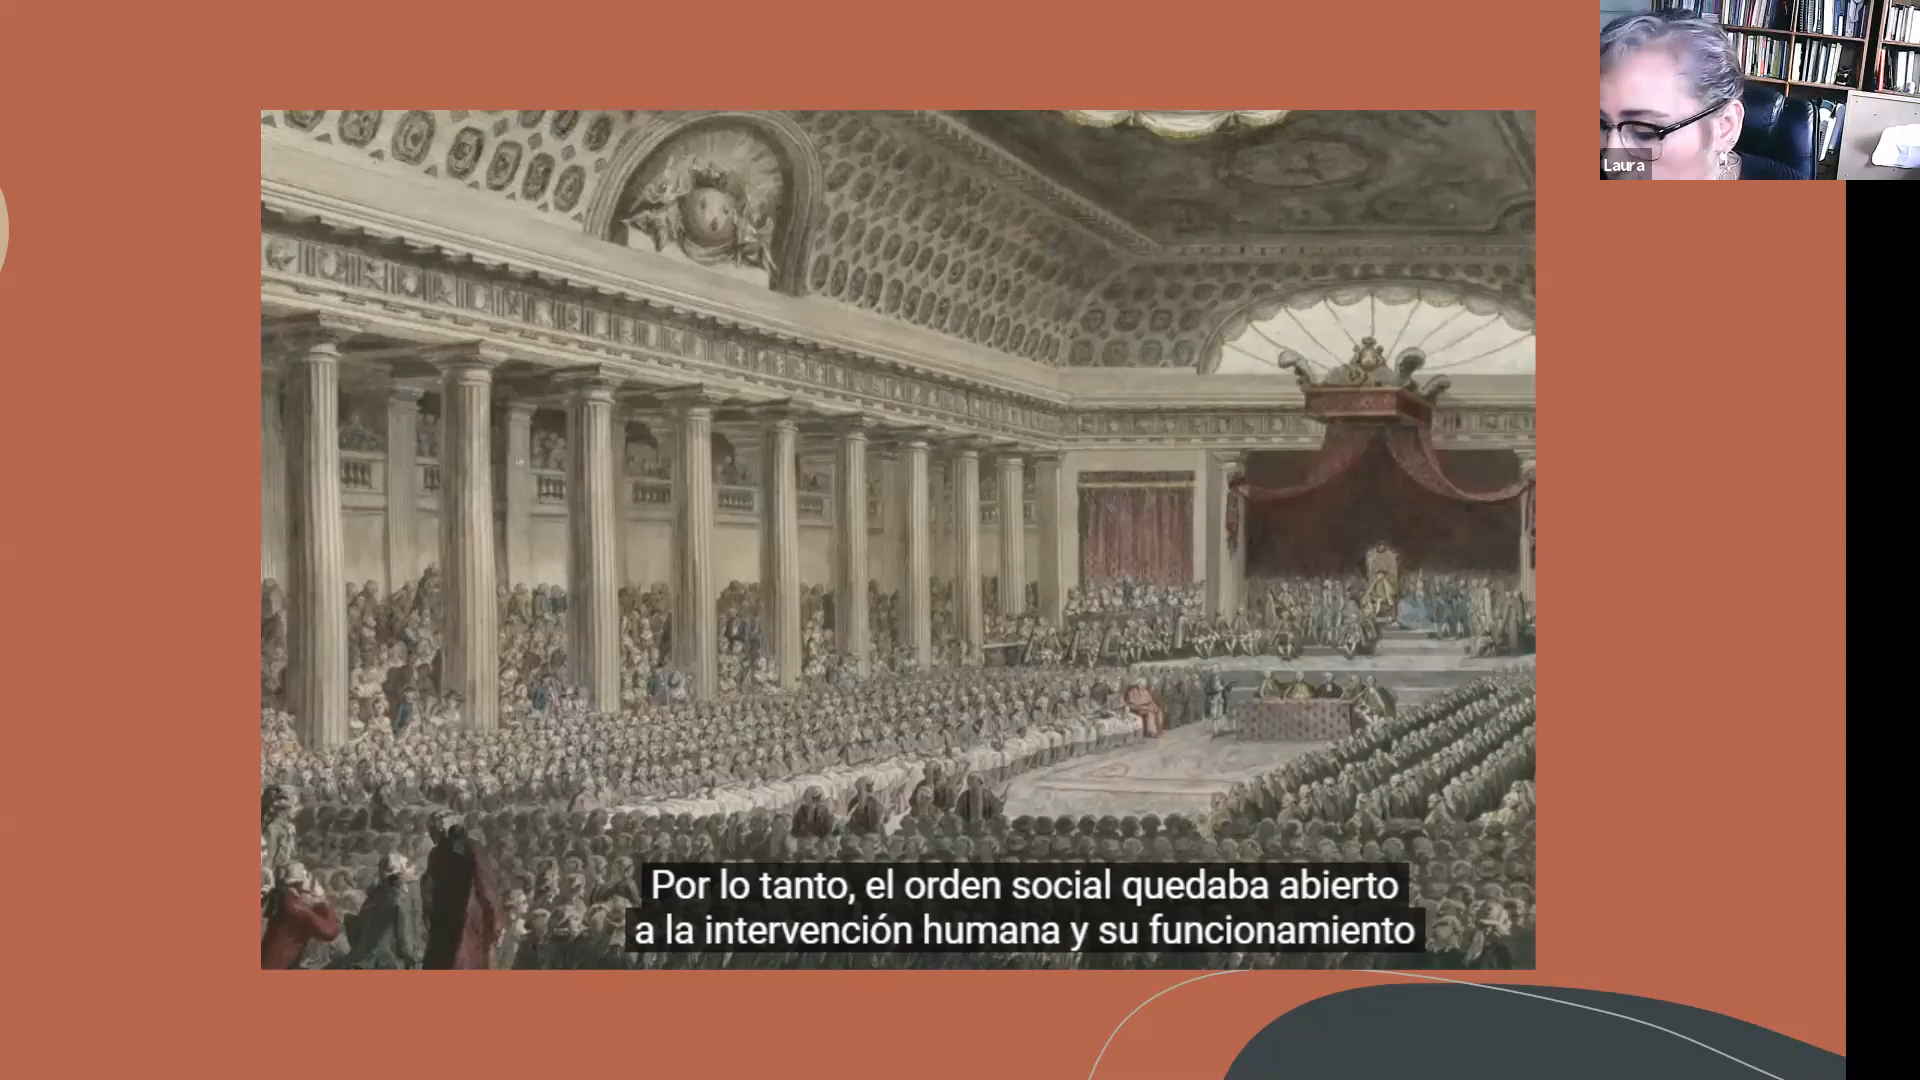 Laura
Por lo tanto, el orden social quedaba abierto
a la intervención humana y su funcionamiento